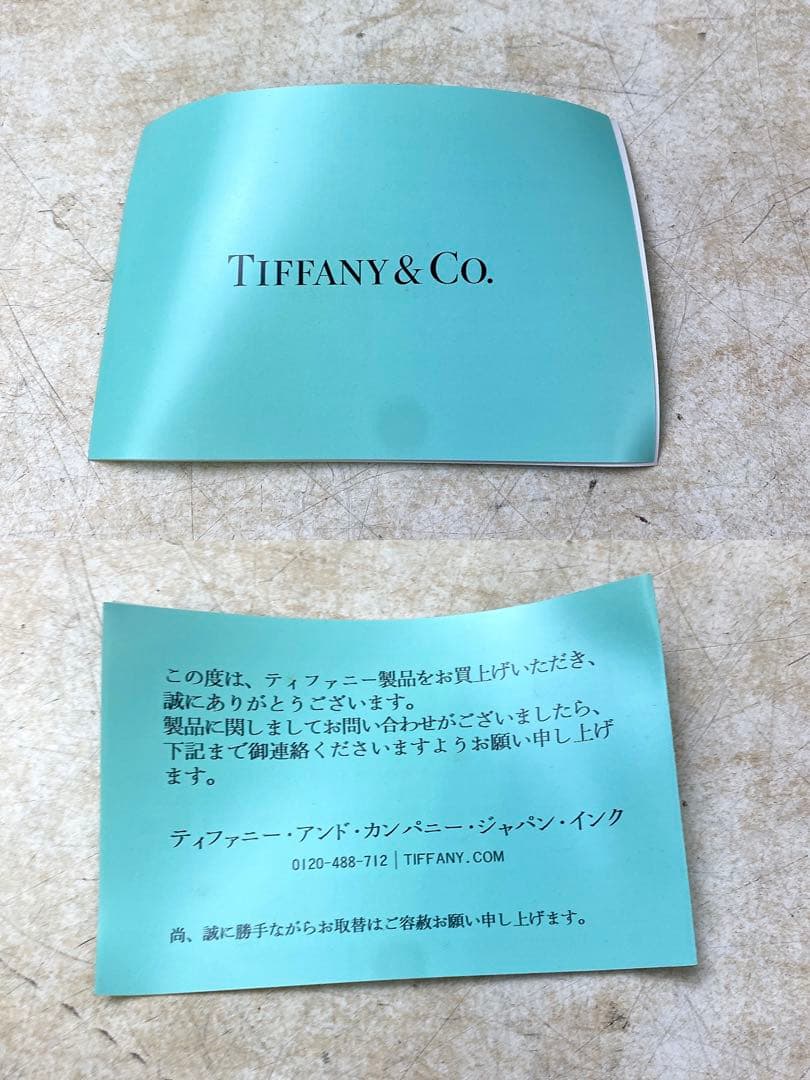 TIFFANY & CO.
この度は、ティファニー製品をお買上げいただき、
誠にありがとうございます。
製品に関しましてお問い合わせがございましたら、
下記まで御連絡くださいますようお願い申し上げ
ます。
ティファニー・アンド・カンパニー・ジャパン・インク
0120-488-712 | TIFFANY.COM
尚、誠に勝手ながらお取替はご容赦お願い申し上げます。